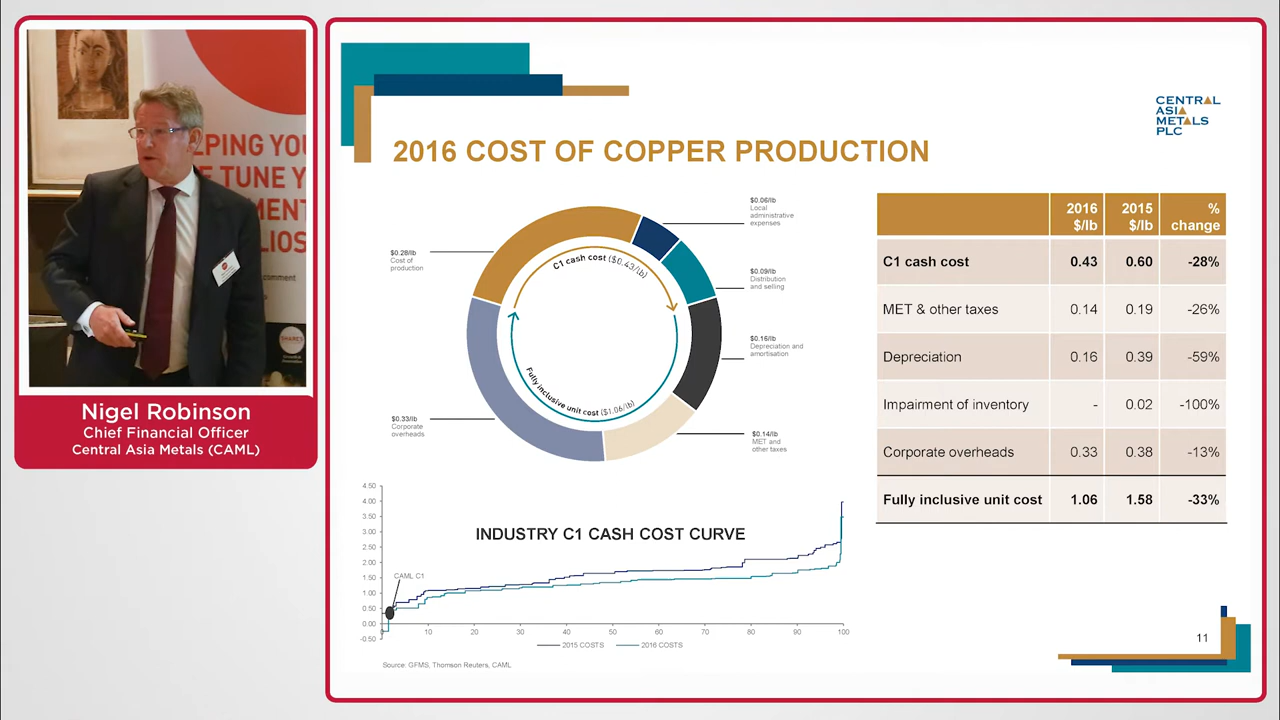 PING YOU
E TUNE Y
MENT
LIOS
comment
SHARES
Nigel Robinson
Chief Financial Officer
Central Asia Metals (CAML)
CENTRAL
ASIA
METALS
PLC
2016 COST OF COPPER PRODUCTION
$0.06/lb
Local
administrative
expenses
$0.28/lb
Cost of
production
$0.09/lb
Distribution
and selling
$0.16/lb
Depreciation and
amortisation
$0.33/lb
Corporate
overheads
$0.14/lb
MET and
other taxes
C1 cash cost ($0.43/lb)
Fully inclusive unit cost ($1.06/lb)
2016 $/lb 2015 $/lb % change
C1 cash cost 0.43 0.60 -28%
MET & other taxes 0.14 0.19 -26%
Depreciation 0.16 0.39 -59%
Impairment of inventory - 0.02 -100%
Corporate overheads 0.33 0.38 -13%
Fully inclusive unit cost 1.06 1.58 -33%
INDUSTRY C1 CASH COST CURVE
4.50
4.00
3.50
3.00
2.50
2.00
1.50
1.00
0.50
0.00
-0.50
CAML C1
0 10 20 30 40 50 60 70 80 90 100
2015 COSTS 2016 COSTS
Source: GFMS, Thomson Reuters, CAML
11